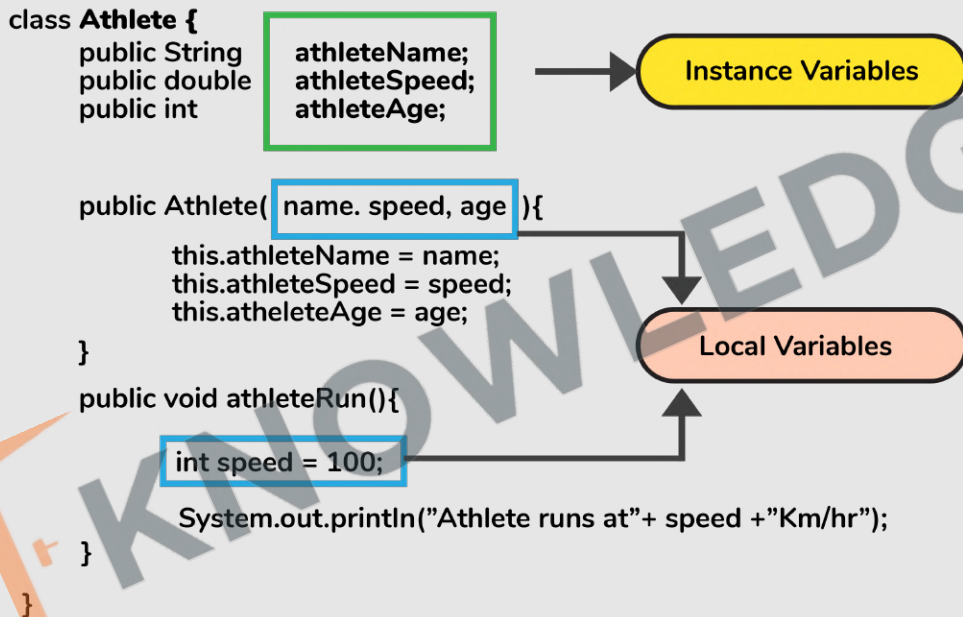 class Athlete {
public String athleteName;
public double athleteSpeed;
public int athleteAge;
Instance Variables
public Athlete( name. speed, age ){
this.athleteName = name;
this.athleteSpeed = speed;
this.atheleteAge = age;
}
Local Variables
public void athleteRun(){
int speed = 100;
System.out.println(”Athlete runs at”+ speed +”Km/hr”);
}
}